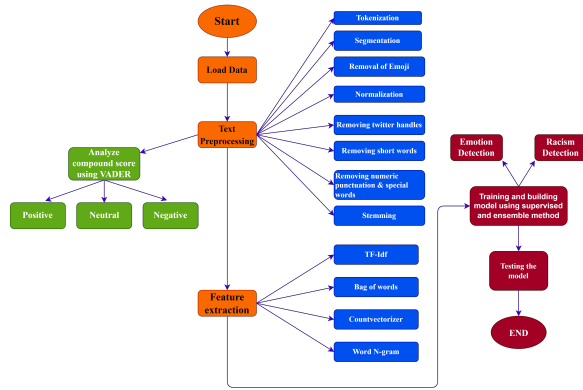 Start
Load Data
Text
Preprocessing
Tokenization
Segmentation
Removal of Emoji
Normalization
Removing twitter handles
Removing short words
Removing numeric
punctuation & special
words
Stemming
Analyze
compound score
using VADER
Positive
Neutral
Negative
Feature
extraction
TF-Idf
Bag of words
Countvectorizer
Word N-gram
Emotion
Detection
Racism
Detection
Training and building
model using supervised
and ensemble method
Testing the
model
END